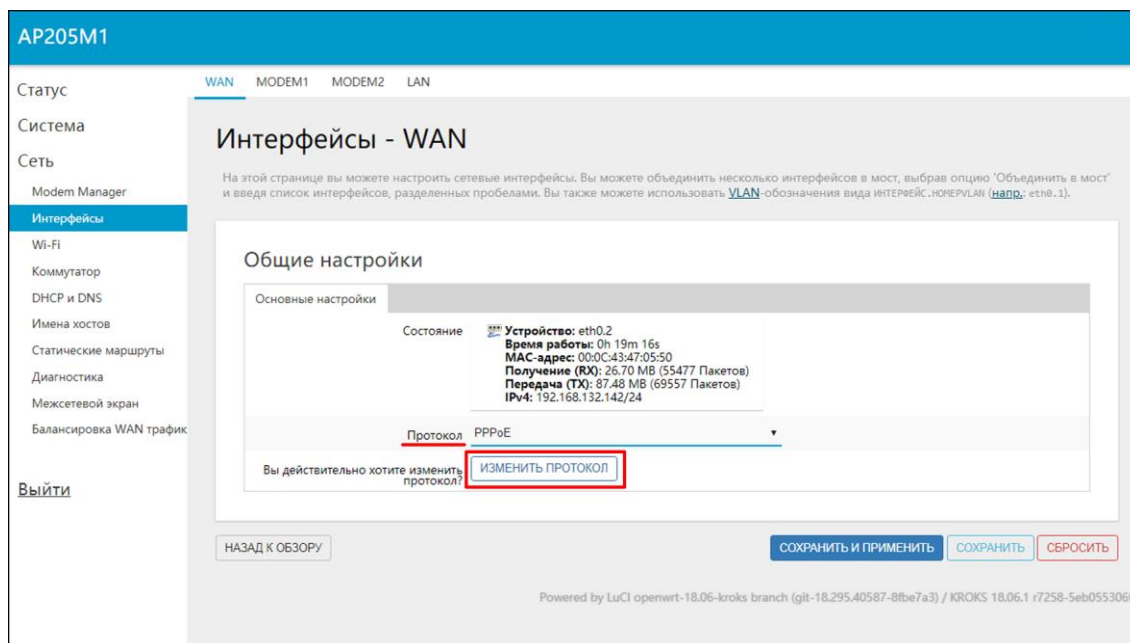 AP205M1
Статус
Система
Сеть
Modem Manager
Интерфейсы
Wi-Fi
Коммутатор
DHCP и DNS
Имена хостов
Статические маршруты
Диагностика
Межсетевой экран
Балансировка WAN трафик
Выйти
WAN MODEM1 MODEM2 LAN
Интерфейсы - WAN
На этой странице вы можете настроить сетевые интерфейсы. Вы можете объединить несколько интерфейсов в мост, выбрав опцию 'Объединить в мост'
и введя список интерфейсов, разделенных пробелами. Вы также можете использовать VLAN-обозначения вида ИНТЕРФЕЙС.НОМЕРVLAN (напр.: eth0.1).
Общие настройки
Основные настройки
Состояние
Устройство: eth0.2
Время работы: 0h 19m 16s
MAC-адрес: 00:0C:43:47:05:50
Получение (RX): 26.70 MB (55477 Пакетов)
Передача (TX): 87.48 MB (69557 Пакетов)
IPv4: 192.168.132.142/24
Протокол PPPoE
Вы действительно хотите изменить
протокол?
ИЗМЕНИТЬ ПРОТОКОЛ
НАЗАД К ОБЗОРУ СОХРАНИТЬ И ПРИМЕНИТЬ СОХРАНИТЬ СБРОСИТЬ
Powered by LuCI openwrt-18.06-kroks branch (git-18.295.40587-8fbe7a3) / KROKS 18.06.1 r7258-5eb055306